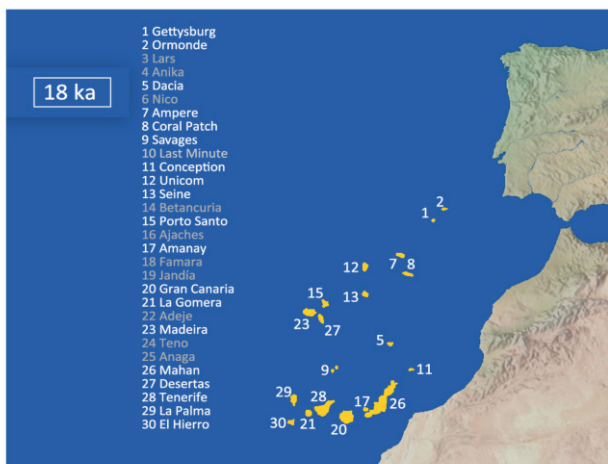 18 ka
1 Gettysburg
2 Ormonde
3 Lars
4 Anika
5 Dacia
6 Nico
7 Ampere
8 Coral Patch
9 Savages
10 Last Minute
11 Conception
12 Unicorn
13 Seine
14 Betancuria
15 Porto Santo
16 Ajaches
17 Amanay
18 Famara
19 Jandía
20 Gran Canaria
21 La Gomera
22 Adeje
23 Madeira
24 Teno
25 Anaga
26 Mahan
27 Desertas
28 Tenerife
29 La Palma
30 El Hierro
2
1
7 8
12
13
15
23
27
5
9
11
29
28
17
26
30
21
20